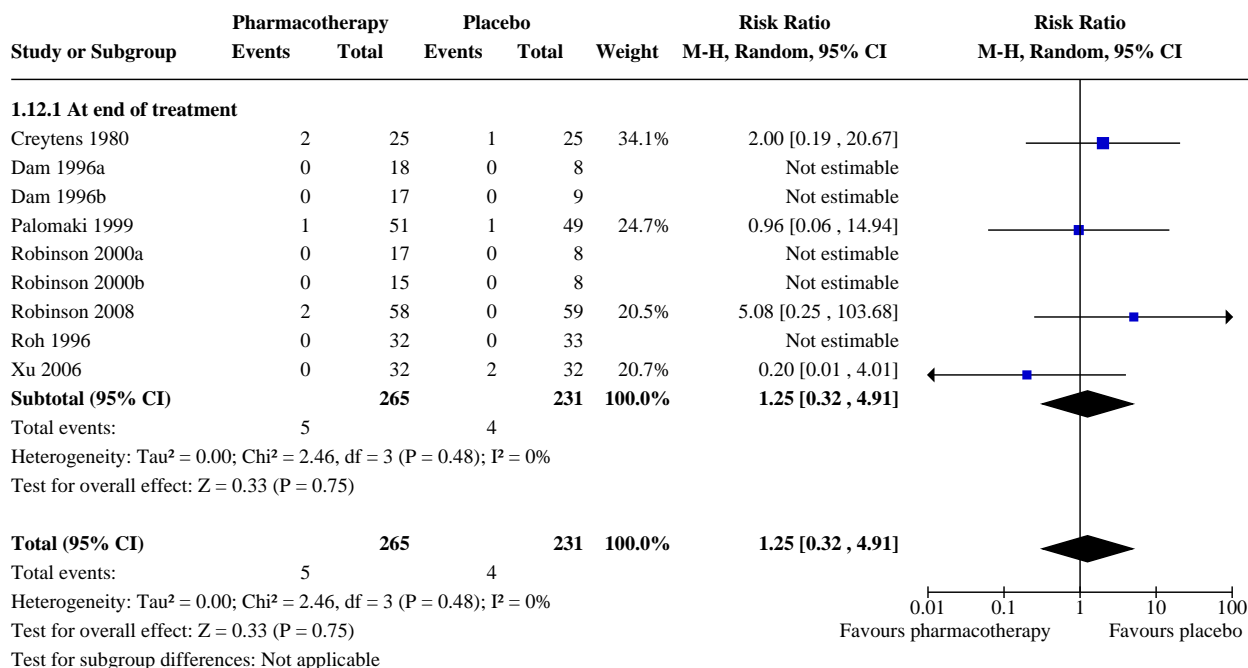 Pharmacotherapy Placebo Risk Ratio Risk Ratio
Study or Subgroup Events Total Events Total Weight M-H, Random, 95% CI M-H, Random, 95% CI
1.12.1 At end of treatment
Creytens 1980 2 25 1 25 34.1% 2.00 [0.19 , 20.67]
Dam 1996a 0 18 0 8 Not estimable
Dam 1996b 0 17 0 9 Not estimable
Palomaki 1999 1 51 1 49 24.7% 0.96 [0.06 , 14.94]
Robinson 2000a 0 17 0 8 Not estimable
Robinson 2000b 0 15 0 8 Not estimable
Robinson 2008 2 58 0 59 20.5% 5.08 [0.25 , 103.68]
Roh 1996 0 32 0 33 Not estimable
Xu 2006 0 32 2 32 20.7% 0.20 [0.01 , 4.01]
Subtotal (95% CI) 265 231 100.0% 1.25 [0.32 , 4.91]
Total events: 5 4
Heterogeneity: Tau² = 0.00; Chi² = 2.46, df = 3 (P = 0.48); I² = 0%
Test for overall effect: Z = 0.33 (P = 0.75)
Total (95% CI) 265 231 100.0% 1.25 [0.32 , 4.91]
Total events: 5 4
Heterogeneity: Tau² = 0.00; Chi² = 2.46, df = 3 (P = 0.48); I² = 0%
0.01 0.1 1 10 100
Test for overall effect: Z = 0.33 (P = 0.75) Favours pharmacotherapy Favours placebo
Test for subgroup differences: Not applicable